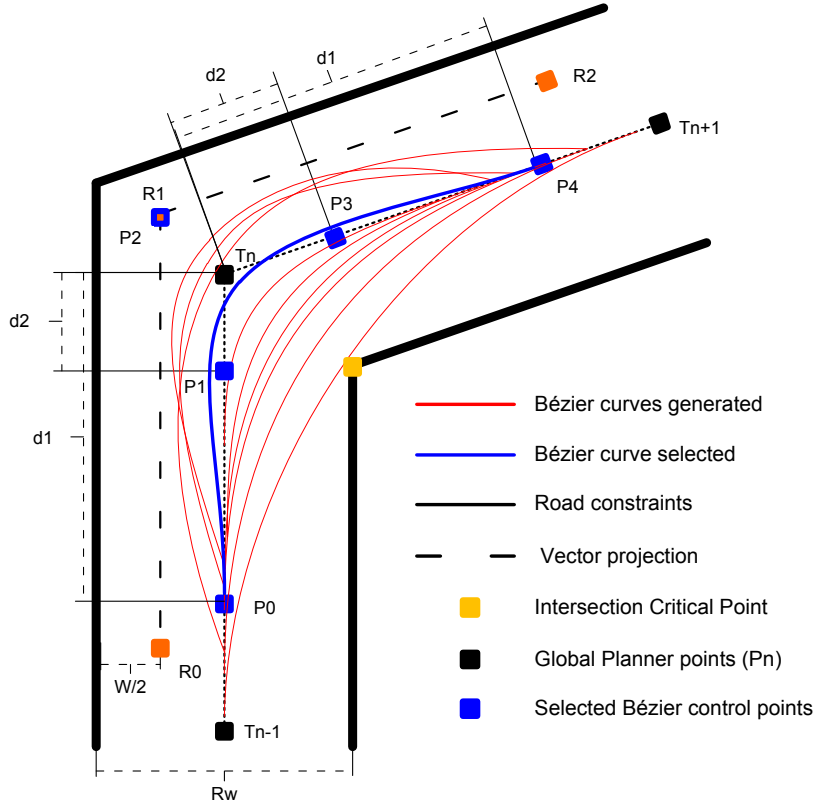 d1
d2
R2
Tn+1
R1
P3
P4
P2
Tn
d2
P1
Bézier curves generated
d1
Bézier curve selected
Road constraints
Vector projection
P0
Intersection Critical Point
R0
Global Planner points (Pn)
W/2
Selected Bézier control points
Tn-1
Rw